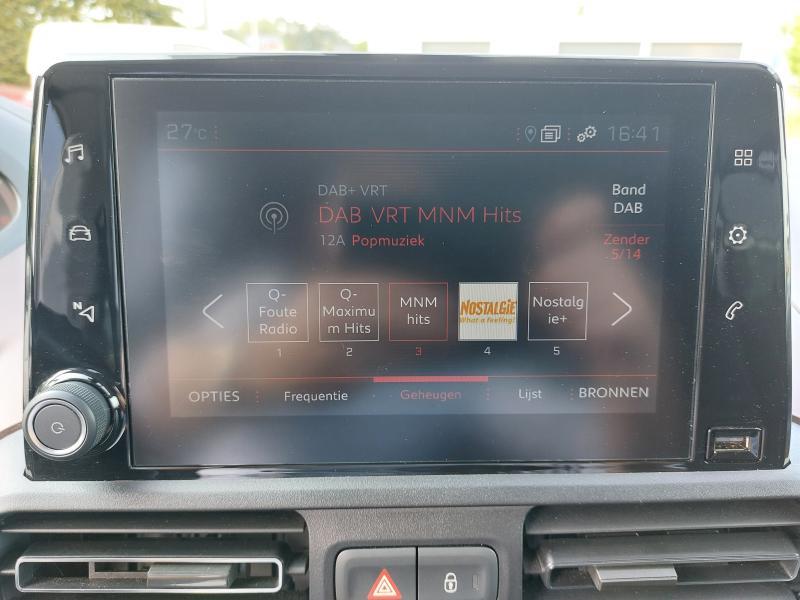 27°C
16:41
DAB+ VRT
Band
DAB
DAB VRT MNM Hits
12A Popmuziek
Zender
5/14
Q-
Foute
Radio
Q-
Maximu
m Hits
MNM
hits
NOSTALGIE
What a feeling!
Nostalg
ie+
1
2
3
4
5
OPTIES
Frequentie
Geheugen
Lijst
BRONNEN
N